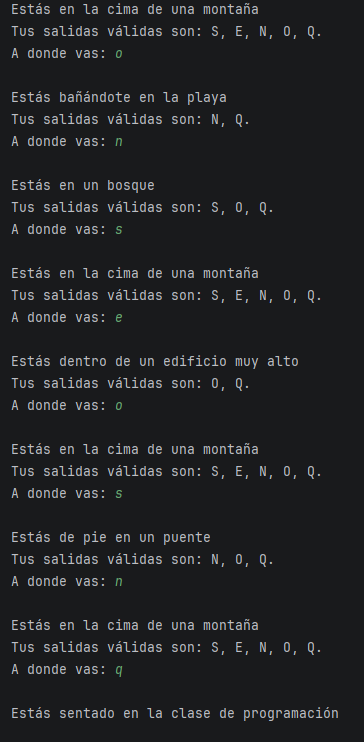 Estás en la cima de una montaña
Tus salidas válidas son: S, E, N, O, Q.
A donde vas: o
Estás bañándote en la playa
Tus salidas válidas son: N, Q.
A donde vas: n
Estás en un bosque
Tus salidas válidas son: S, O, Q.
A donde vas: s
Estás en la cima de una montaña
Tus salidas válidas son: S, E, N, O, Q.
A donde vas: e
Estás dentro de un edificio muy alto
Tus salidas válidas son: O, Q.
A donde vas: o
Estás en la cima de una montaña
Tus salidas válidas son: S, E, N, O, Q.
A donde vas: s
Estás de pie en un puente
Tus salidas válidas son: N, O, Q.
A donde vas: n
Estás en la cima de una montaña
Tus salidas válidas son: S, E, N, O, Q.
A donde vas: q
Estás sentado en la clase de programación